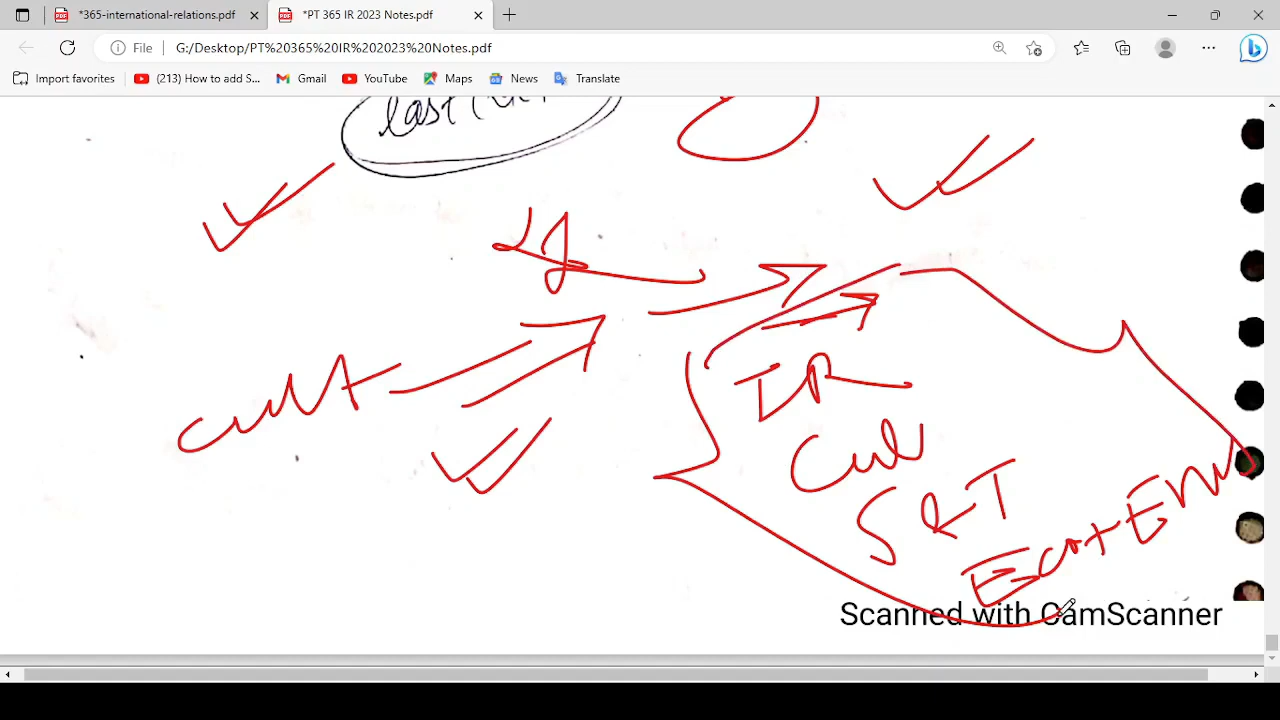 *365-international-relations.pdf
*PT 365 IR 2023 Notes.pdf
File
G:/Desktop/PT%20365%20IR%202023%20Notes.pdf
Import favorites
(213) How to add S...
Gmail
YouTube
Maps
News
Translate
last
IR
Cult
Cul
S & T
Eco + Env
Scanned with CamScanner